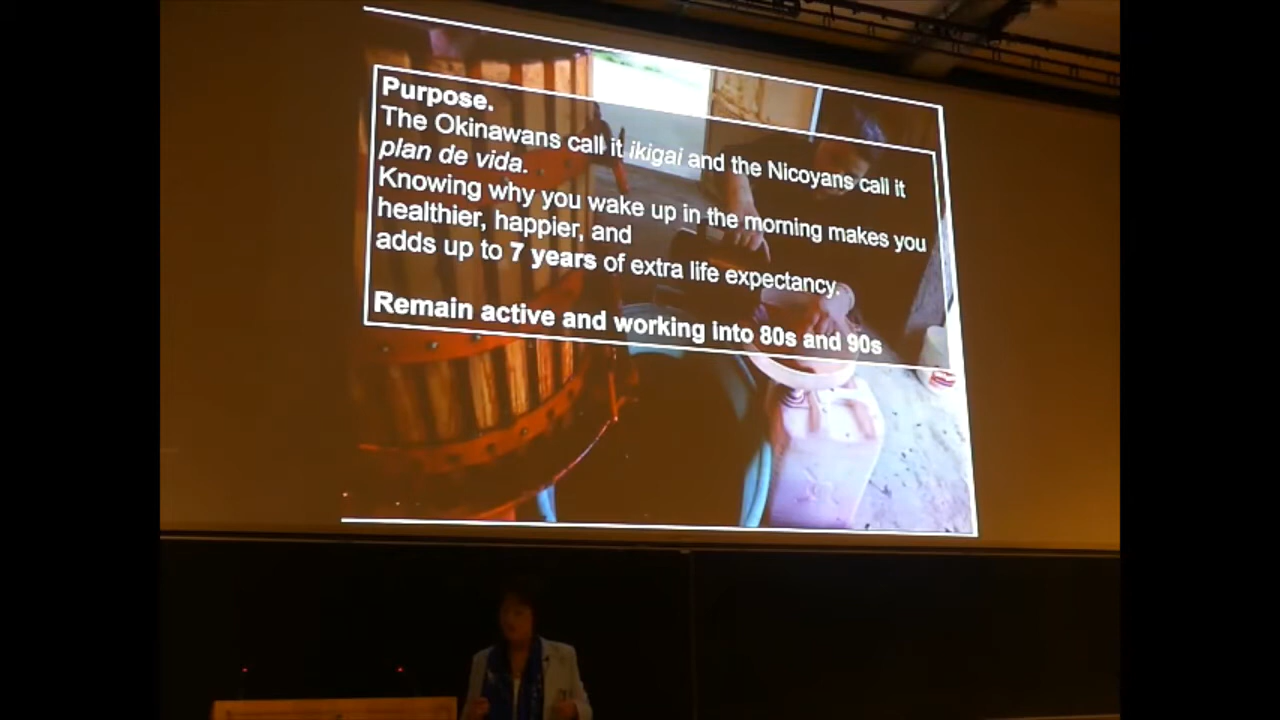 Purpose.
The Okinawans call it ikigai and the Nicoyans call it
plan de vida.
Knowing why you wake up in the morning makes you
healthier, happier, and
adds up to 7 years of extra life expectancy.
Remain active and working into 80s and 90s